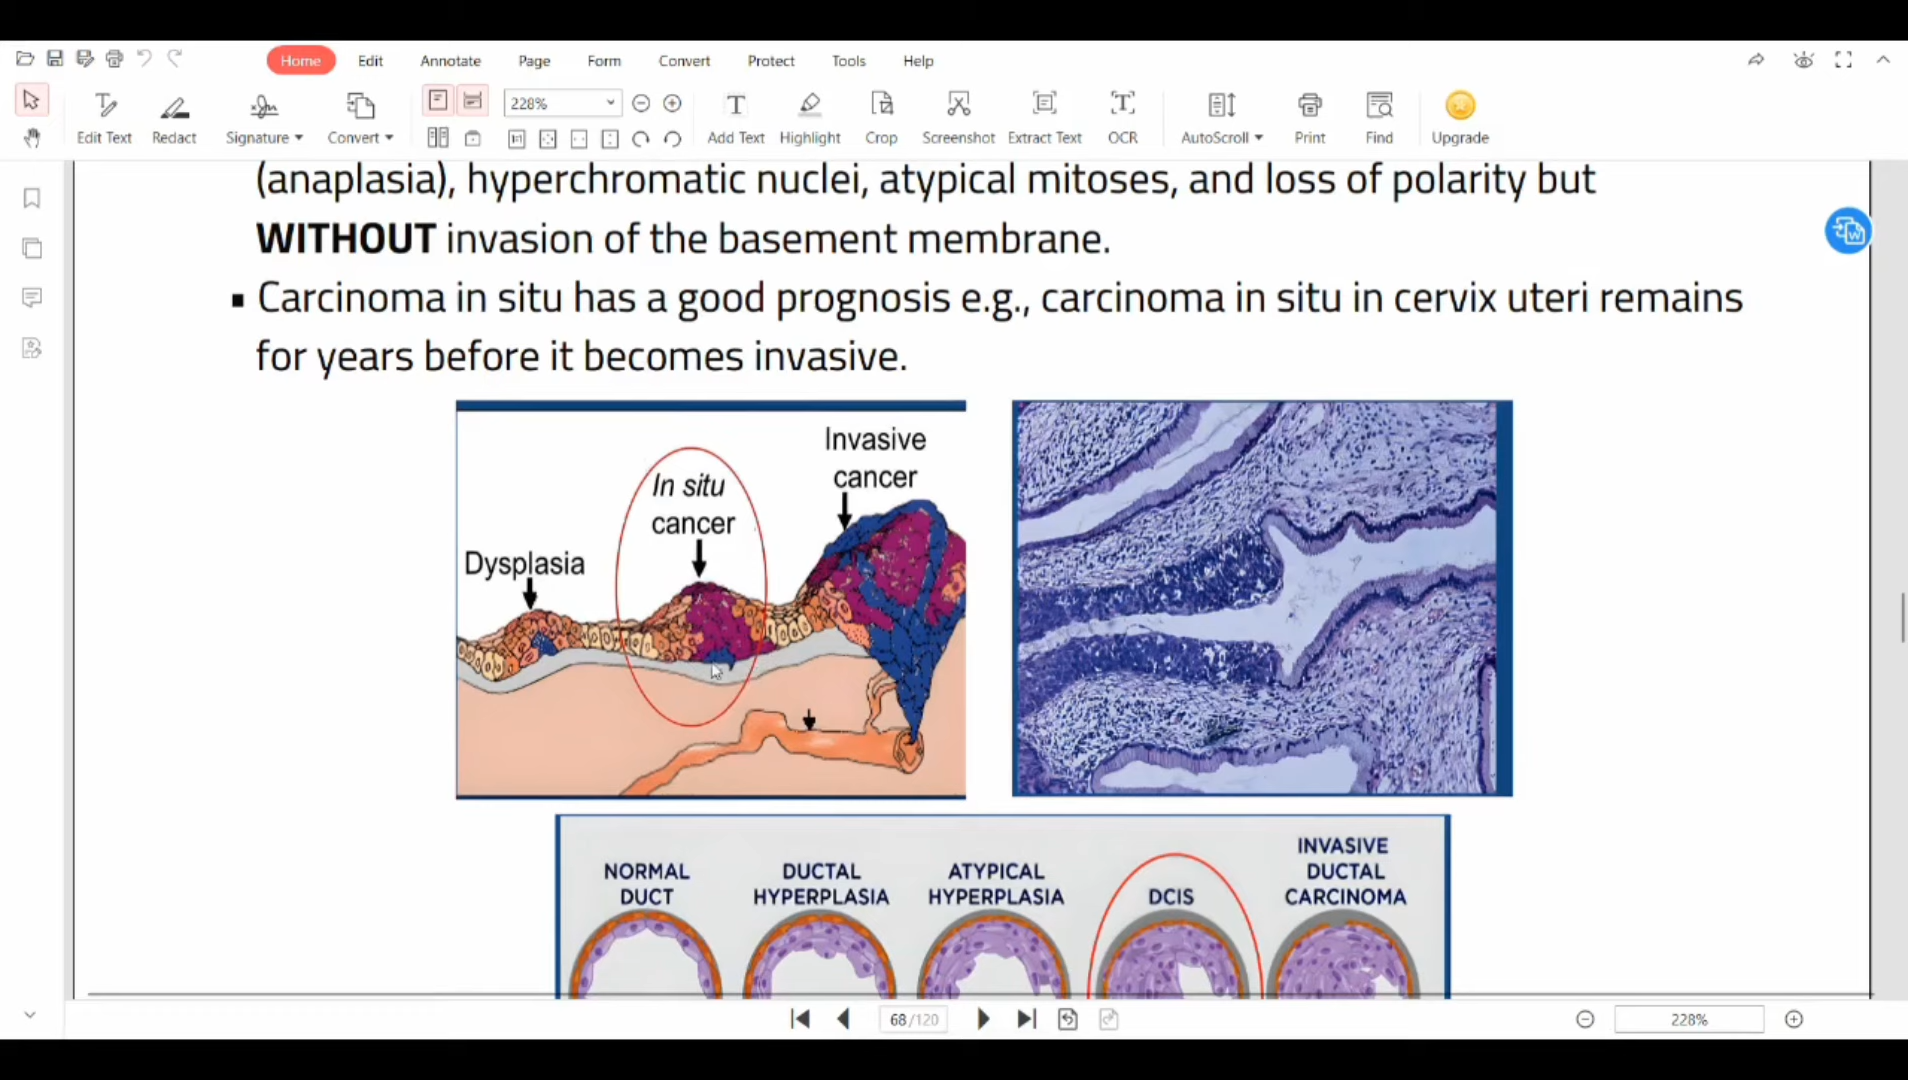 Home Edit Annotate Page Form Convert Protect Tools Help
228%
Edit Text Redact Signature Convert Add Text Highlight Crop Screenshot Extract Text OCR AutoScroll Print Find Upgrade
(anaplasia), hyperchromatic nuclei, atypical mitoses, and loss of polarity but
WITHOUT invasion of the basement membrane.
▪ Carcinoma in situ has a good prognosis e.g., carcinoma in situ in cervix uteri remains
for years before it becomes invasive.
Invasive
cancer
In situ
cancer
Dysplasia
NORMAL
DUCT
DUCTAL
HYPERPLASIA
ATYPICAL
HYPERPLASIA
DCIS
INVASIVE
DUCTAL
CARCINOMA
68/120
228%